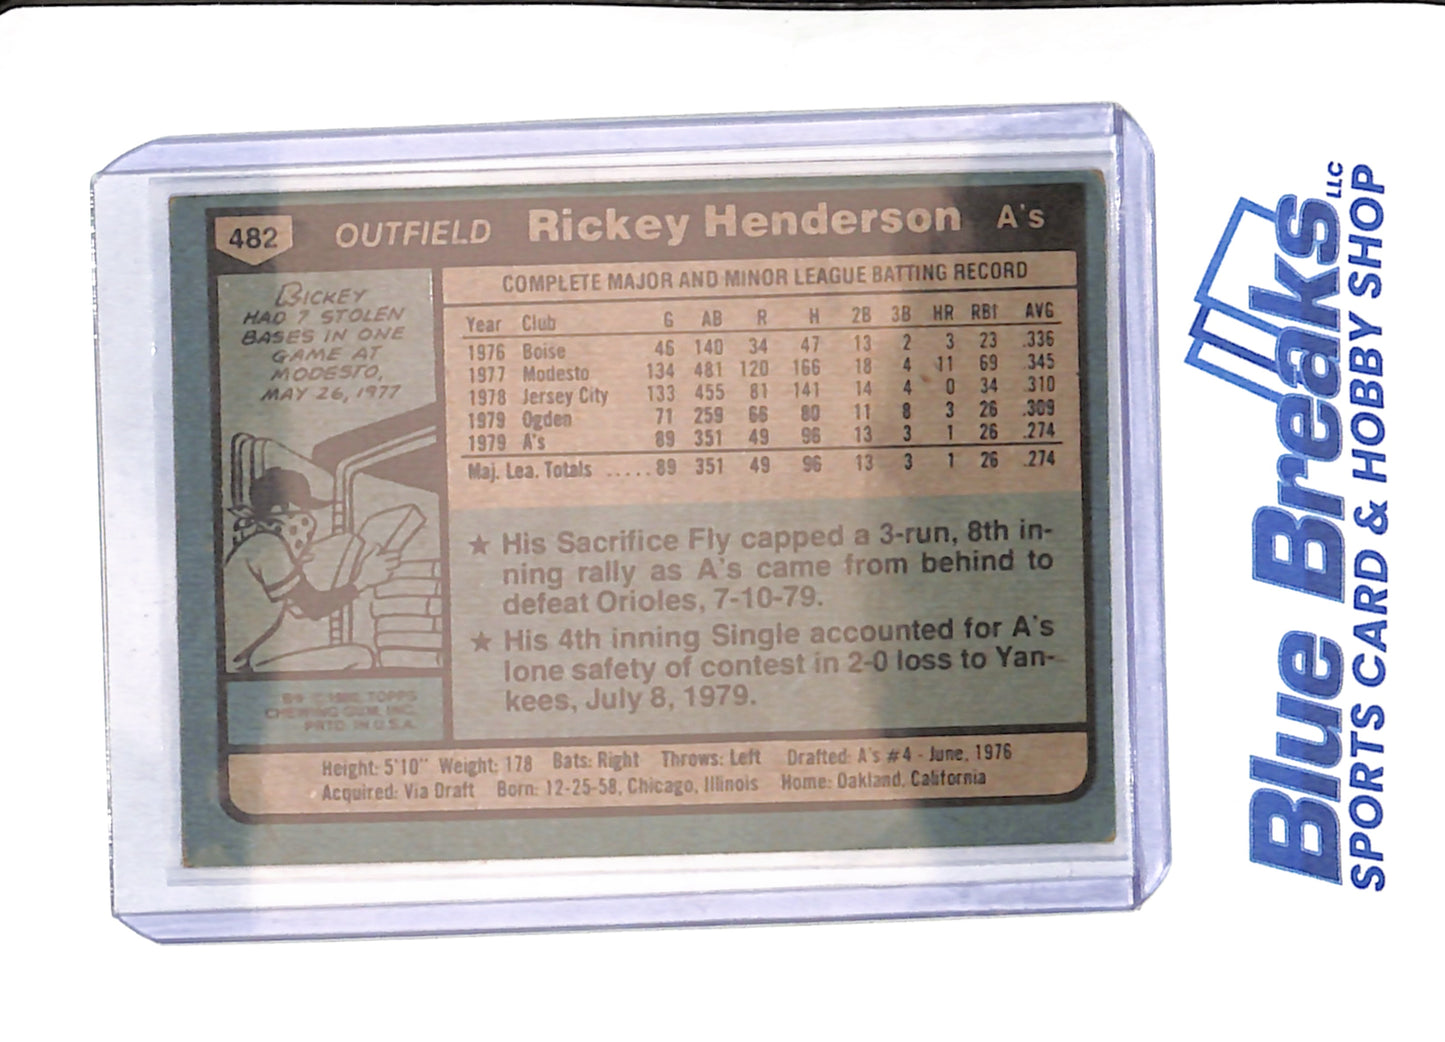 482 OUTFIELD Rickey Henderson A's
RICKEY
HAD 7 STOLEN
BASES IN ONE
GAME AT
MODESTO,
MAY 26, 1977
COMPLETE MAJOR AND MINOR LEAGUE BATTING RECORD
Year Club G AB R H 2B 3B HR RBI AVG
1976 Boise 46 140 34 47 13 2 3 23 .336
1977 Modesto 134 481 120 166 18 4 11 69 .345
1978 Jersey City 133 455 81 141 14 4 0 34 .310
1979 Ogden 71 259 66 80 11 8 3 26 .309
1979 A's 89 351 49 96 13 3 1 26 .274
Maj. Lea. Totals .....89 351 49 96 13 3 1 26 .274
★ His Sacrifice Fly capped a 3-run, 8th in-
ning rally as A's came from behind to
defeat Orioles, 7-10-79.
★ His 4th inning Single accounted for A's
lone safety of contest in 2-0 loss to Yan-
kees, July 8, 1979.
© 1980 TOPPS
CHEWING GUM, INC.
PRTD. IN U.S.A.
Height: 5'10" Weight: 178 Bats: Right Throws: Left Drafted: A's #4 - June, 1976
Acquired: Via Draft Born: 12-25-58, Chicago, Illinois Home: Oakland, California
Blue Breaks LLC
SPORTS CARD & HOBBY SHOP